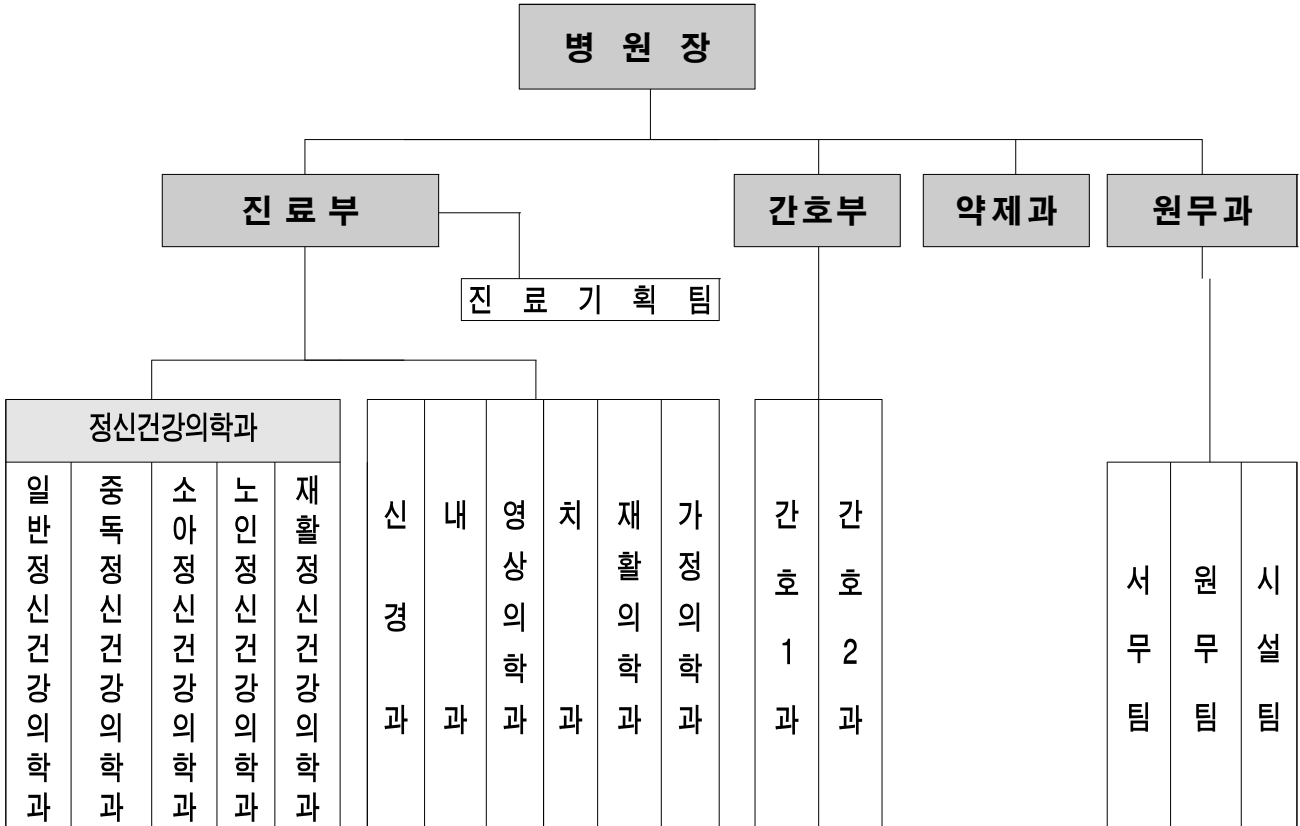 병 원 장
진 료 부
간호부
약제과
원무과
진 료 기 획 팀
정신건강의학과
일반정신건강의학과
중독정신건강의학과
소아정신건강의학과
노인정신건강의학과
재활정신건강의학과
신경과
내과
영상의학과
치과
재활의학과
가정의학과
간호1과
간호2과
서무팀
원무팀
시설팀